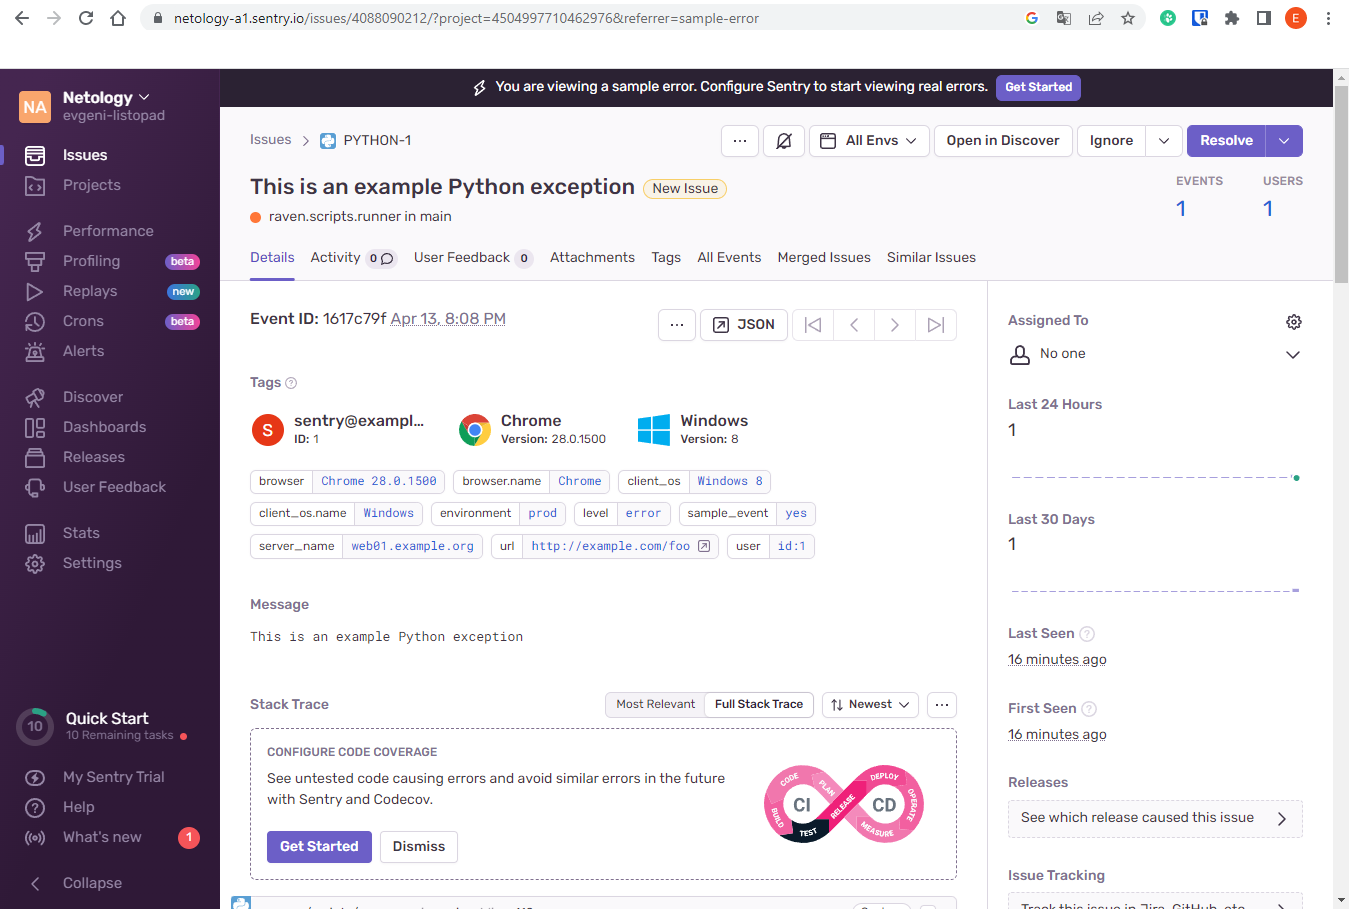 netology-a1.sentry.io/issues/4088090212/?project=4504997710462976&referrer=sample-error
E
You are viewing a sample error. Configure Sentry to start viewing real errors.
Get Started
NA
Netology
evgeni-listopad
Issues
Projects
Performance
Profiling beta
Replays new
Crons beta
Alerts
Discover
Dashboards
Releases
User Feedback
Stats
Settings
10
Quick Start
10 Remaining tasks
My Sentry Trial
Help
What's new 1
Collapse
Issues
PYTHON-1
All Envs
Open in Discover
Ignore
Resolve
This is an example Python exception
New Issue
raven.scripts.runner in main
EVENTS
1
USERS
1
Details
Activity 0
User Feedback 0
Attachments
Tags
All Events
Merged Issues
Similar Issues
Event ID: 1617c79f Apr 13, 8:08 PM
JSON
Tags
S
sentry@exampl...
ID: 1
Chrome
Version: 28.0.1500
Windows
Version: 8
browser Chrome 28.0.1500
browser.name Chrome
client_os Windows 8
client_os.name Windows
environment prod
level error
sample_event yes
server_name web01.example.org
url http://example.com/foo
user id:1
Message
This is an example Python exception
Stack Trace
Most Relevant
Full Stack Trace
Newest
CONFIGURE CODE COVERAGE
See untested code causing errors and avoid similar errors in the future
with Sentry and Codecov.
Get Started
Dismiss
CODE
PLAN
BUILD
CI
TEST
RELEASE
DEPLOY
OPERATE
CD
MEASURE
Assigned To
No one
Last 24 Hours
1
Last 30 Days
1
Last Seen
16 minutes ago
First Seen
16 minutes ago
Releases
See which release caused this issue
Issue Tracking
Track this issue in Jira, GitHub, etc.